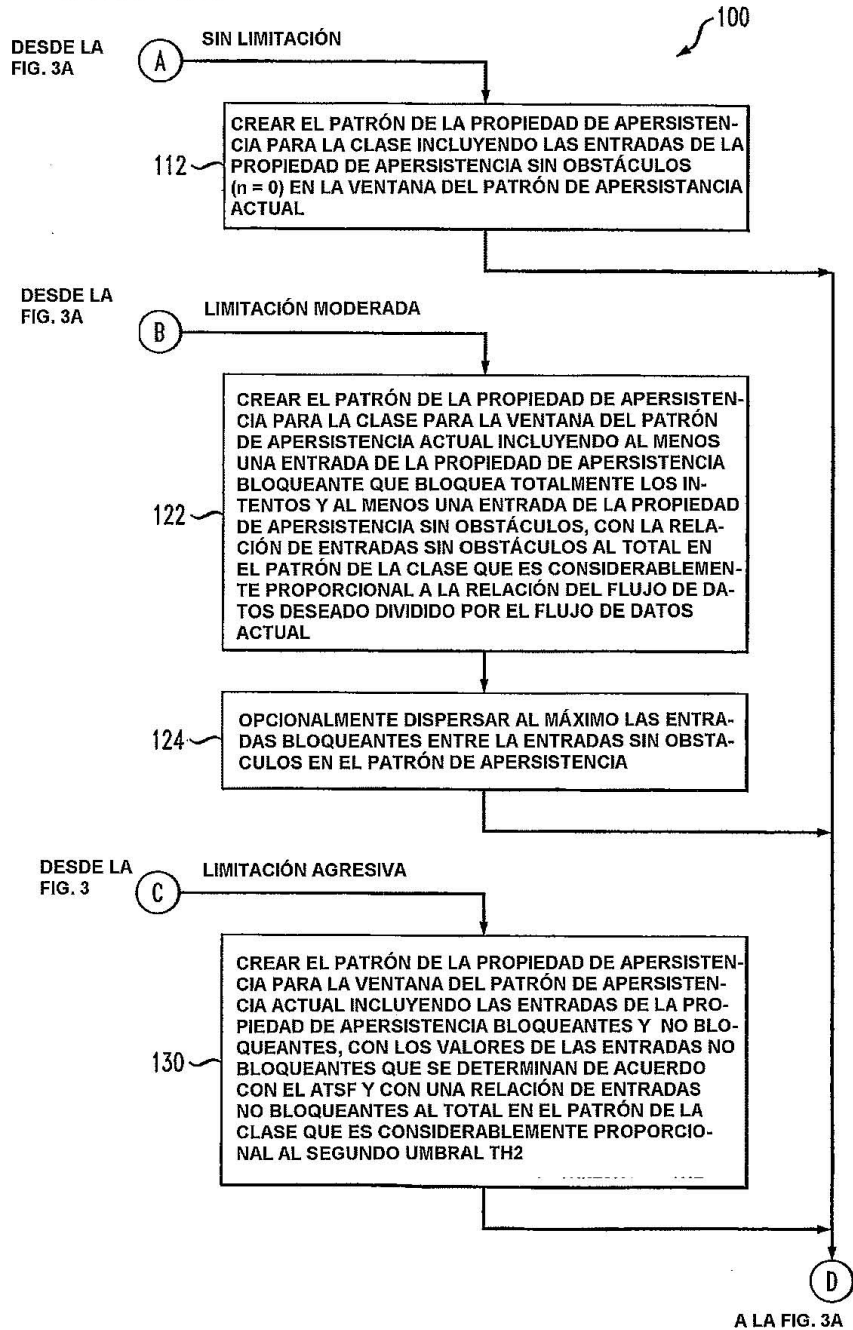 100
DESDE LA
FIG. 3A
A
SIN LIMITACIÓN
112
CREAR EL PATRÓN DE LA PROPIEDAD DE APERSISTEN-
CIA PARA LA CLASE INCLUYENDO LAS ENTRADAS DE LA
PROPIEDAD DE APERSISTENCIA SIN OBSTÁCULOS
(n = 0) EN LA VENTANA DEL PATRÓN DE APERSISTANCIA
ACTUAL
DESDE LA
FIG. 3A
B
LIMITACIÓN MODERADA
122
CREAR EL PATRÓN DE LA PROPIEDAD DE APERSISTEN-
CIA PARA LA CLASE PARA LA VENTANA DEL PATRÓN
DE APERSISTENCIA ACTUAL INCLUYENDO AL MENOS
UNA ENTRADA DE LA PROPIEDAD DE APERSISTENCIA
BLOQUEANTE QUE BLOQUEA TOTALMENTE LOS IN-
TENTOS Y AL MENOS UNA ENTRADA DE LA PROPIEDAD
DE APERSISTENCIA SIN OBSTÁCULOS, CON LA RELA-
CIÓN DE ENTRADAS SIN OBSTÁCULOS AL TOTAL EN
EL PATRÓN DE LA CLASE QUE ES CONSIDERABLEMEN-
TE PROPORCIONAL A LA RELACIÓN DEL FLUJO DE DA-
TOS DESEADO DIVIDIDO POR EL FLUJO DE DATOS
ACTUAL
124
OPCIONALMENTE DISPERSAR AL MÁXIMO LAS ENTRA-
DAS BLOQUEANTES ENTRE LA ENTRADAS SIN OBSTA-
CULOS EN EL PATRÓN DE APERSISTENCIA
DESDE LA
FIG. 3
C
LIMITACIÓN AGRESIVA
130
CREAR EL PATRÓN DE LA PROPIEDAD DE APERSISTEN-
CIA PARA LA VENTANA DEL PATRÓN DE APERSISTEN-
CIA ACTUAL INCLUYENDO LAS ENTRADAS DE LA PRO-
PIEDAD DE APERSISTENCIA BLOQUEANTES Y NO BLO-
QUEANTES, CON LOS VALORES DE LAS ENTRADAS NO
BLOQUEANTES QUE SE DETERMINAN DE ACUERDO
CON EL ATSF Y CON UNA RELACIÓN DE ENTRADAS
NO BLOQUEANTES AL TOTAL EN EL PATRÓN DE LA
CLASE QUE ES CONSIDERABLEMENTE PROPORCIO-
NAL AL SEGUNDO UMBRAL TH2
D
A LA FIG. 3A